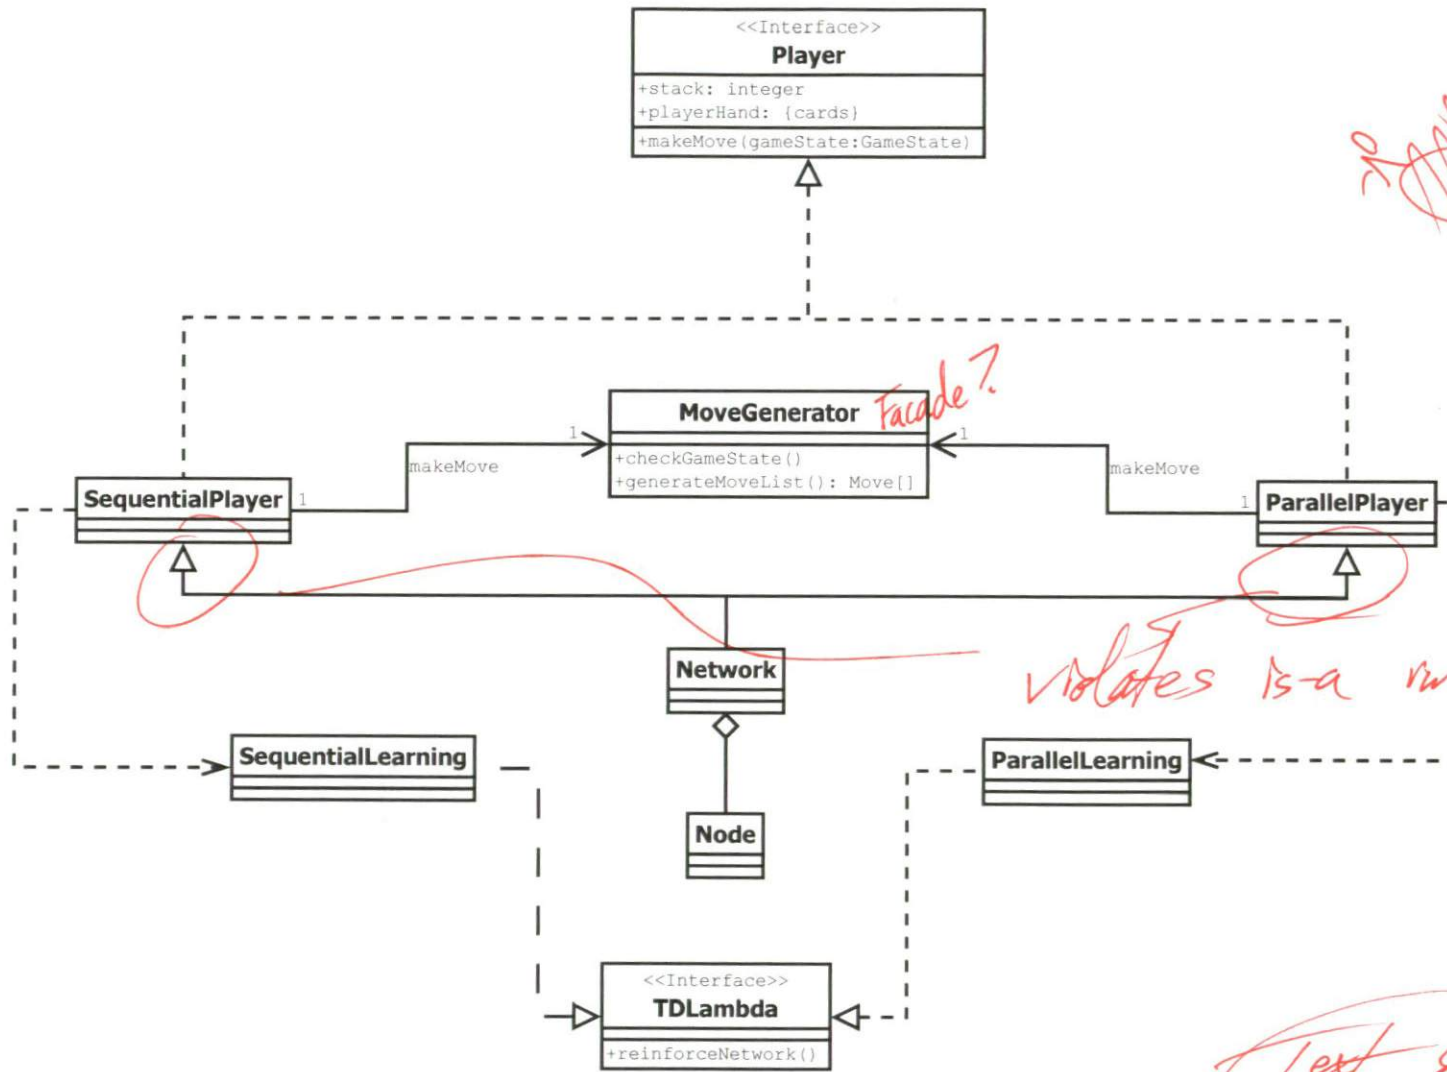 <<Interface>>
Player
+stack: integer
+playerHand: {cards}
+makeMove(gameState:GameState)
MoveGenerator
Facade?
+checkGameState()
+generateMoveList(): Move[]
1
makeMove
1
1
makeMove
1
SequentialPlayer
ParallelPlayer
Network
violates is-a
SequentialLearning
ParallelLearning
Node
<<Interface>>
TDLambda
+reinforceNetwork()
Text